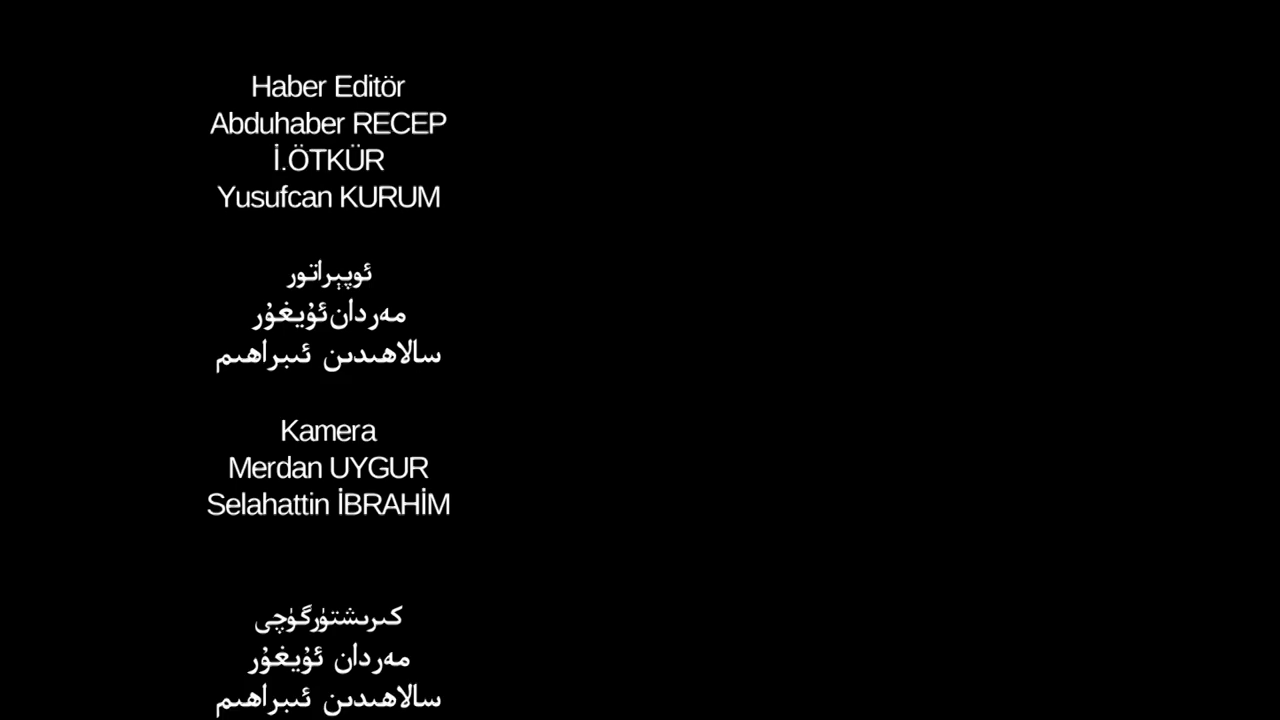 Haber Editör
Abduhaber RECEP
İ.ÖTKÜR
Yusufcan KURUM
ئوپېراتور
مەردان ئۇيغۇر
سالاھىدىن ئىبراھىم
Kamera
Merdan UYGUR
Selahattin İBRAHİM
كىرىشتۈرگۈچى
مەردان ئۇيغۇر
سالاھىدىن ئىبراھىم